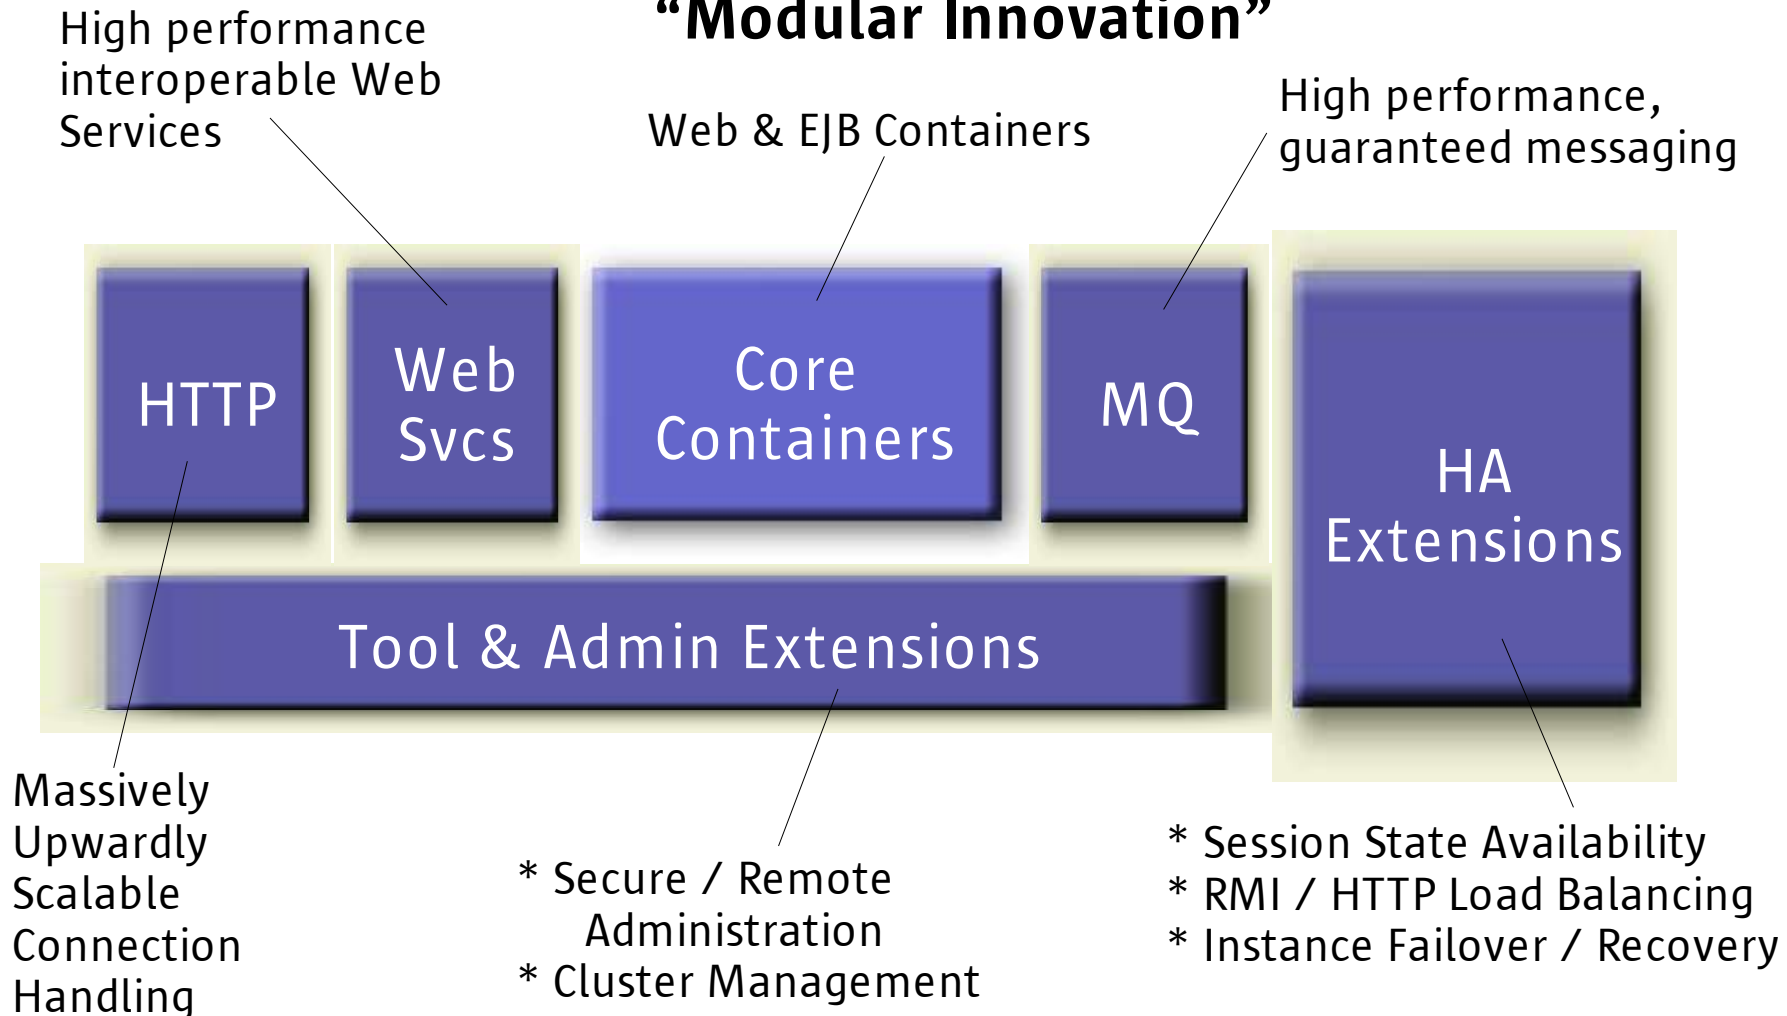 “Modular Innovation”
High performance
interoperable Web
Services
Web & EJB Containers
High performance,
guaranteed messaging
HTTP
Web
Svcs
Core
Containers
MQ
HA
Extensions
Tool & Admin Extensions
Massively
Upwardly
Scalable
Connection
Handling
* Secure / Remote
Administration
* Cluster Management
* Session State Availability
* RMI / HTTP Load Balancing
* Instance Failover / Recovery